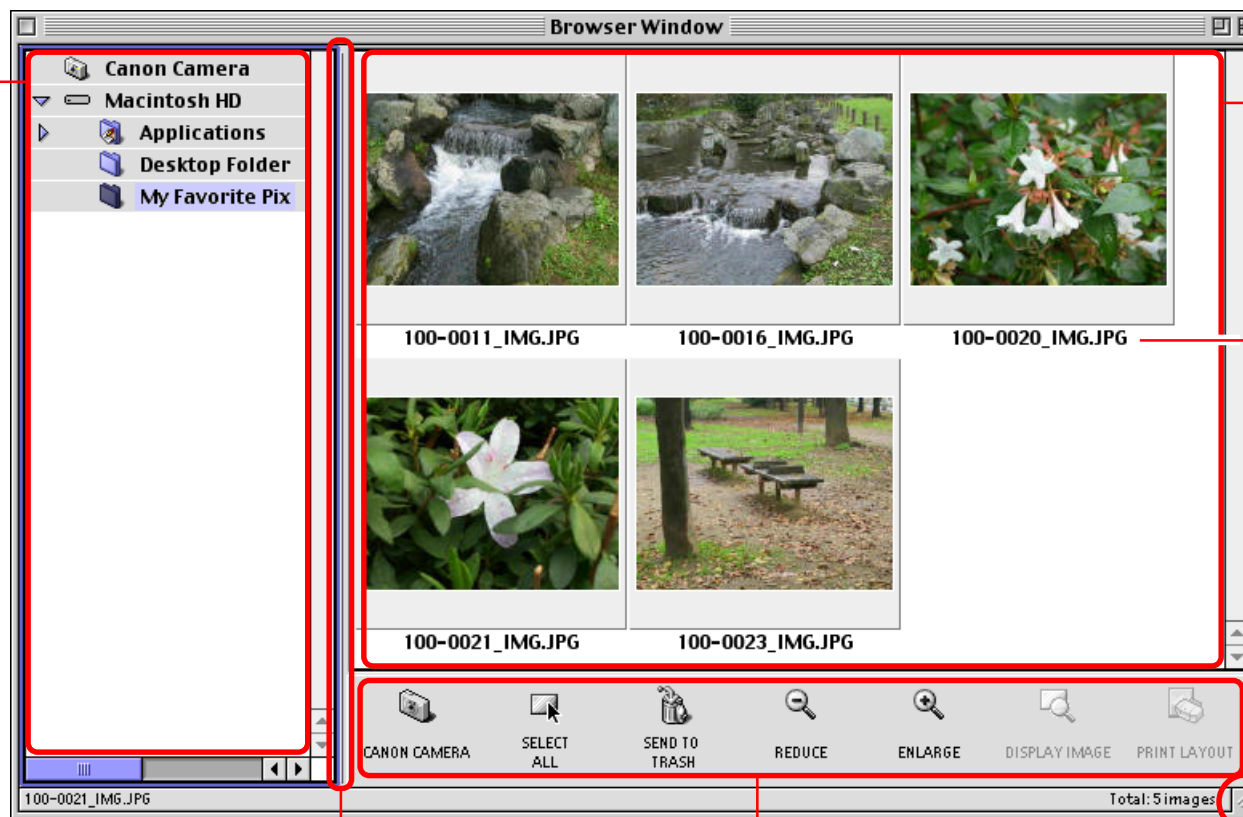 Browser Window
Canon Camera
Macintosh HD
Applications
Desktop Folder
My Favorite Pix
100-0011_IMG.JPG
100-0016_IMG.JPG
100-0020_IMG.JPG
100-0021_IMG.JPG
100-0023_IMG.JPG
CANON CAMERA
SELECT
ALL
SEND TO
TRASH
REDUCE
ENLARGE
DISPLAY IMAGE
PRINT LAYOUT
100-0021_IMG.JPG
Total: 5 images